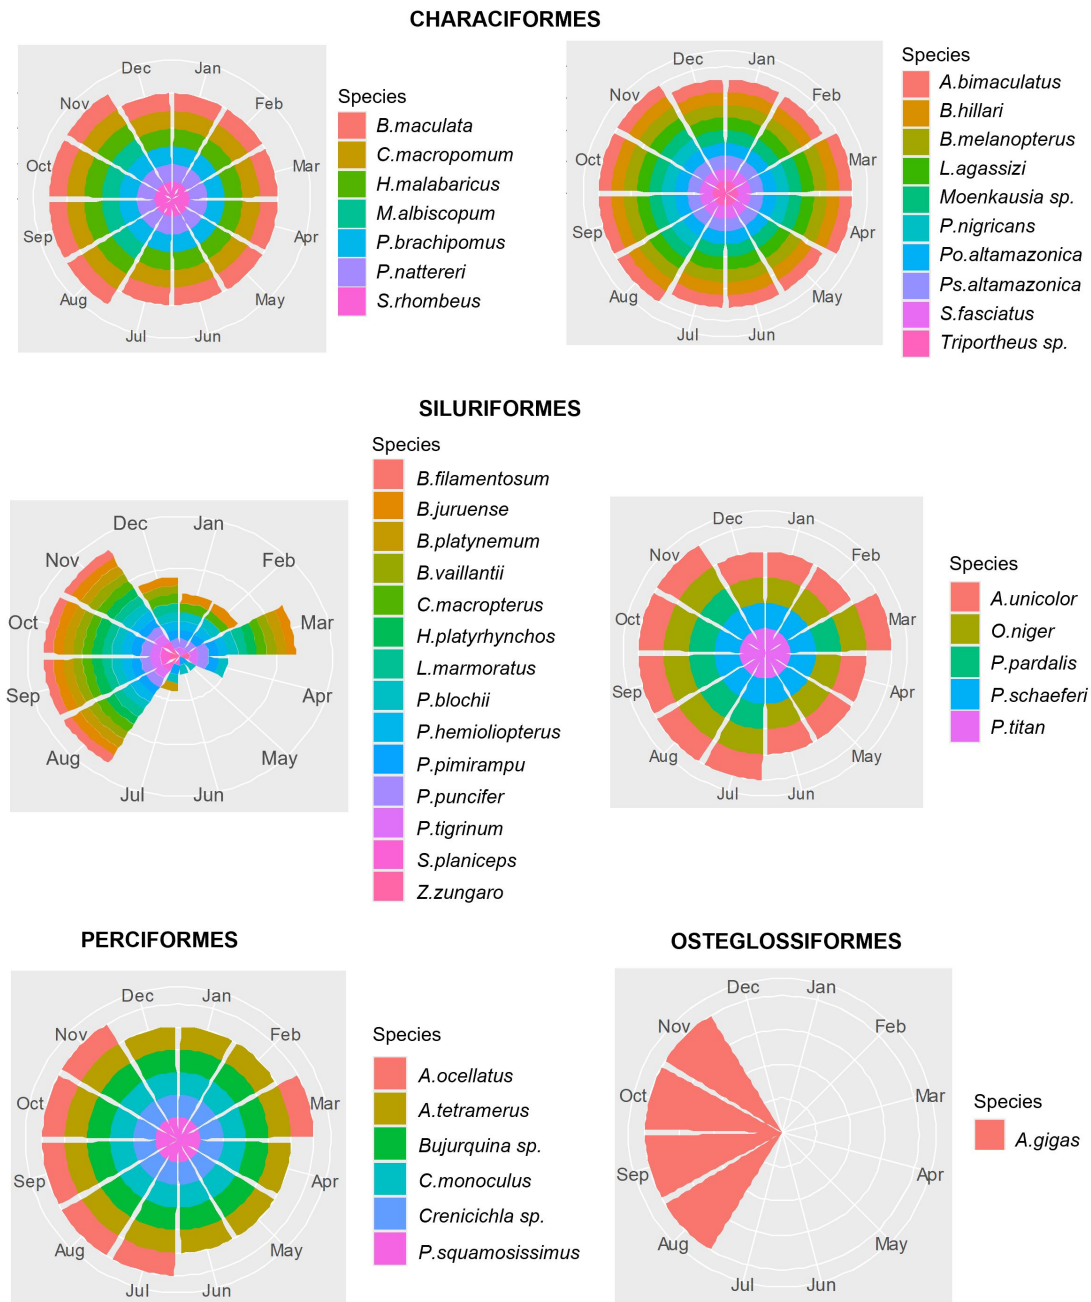 CHARACIFORMES
Dec
Jan
Nov
Feb
Oct
Mar
Sep
Apr
Aug
May
Jul
Jun
Species
B.maculata
C.macropomum
H.malabaricus
M.albiscopum
P.brachipomus
P.nattereri
S.rhombeus
Dec
Jan
Nov
Feb
Oct
Mar
Sep
Apr
Aug
May
Jul
Jun
Species
A.bimaculatus
B.hillari
B.melanopterus
L.agassizi
Moenkausia sp.
P.nigricans
Po.altamazonica
Ps.altamazonica
S.fasciatus
Triportheus sp.
SILURIFORMES
Dec
Jan
Nov
Feb
Oct
Mar
Sep
Apr
Aug
May
Jul
Jun
Species
B.filamentosum
B.juruense
B.platynemum
B.vaillantii
C.macropterus
H.platyrhynchos
L.marmoratus
P.blochii
P.hemioliopterus
P.pimirampu
P.puncifer
P.tigrinum
S.planiceps
Z.zungaro
Dec
Jan
Nov
Feb
Oct
Mar
Sep
Apr
Aug
May
Jul
Jun
Species
A.unicolor
O.niger
P.pardalis
P.schaeferi
P.titan
PERCIFORMES
Dec
Jan
Nov
Feb
Oct
Mar
Sep
Apr
Aug
May
Jul
Jun
Species
A.ocellatus
A.tetramerus
Bujurquina sp.
C.monoculus
Crenicichla sp.
P.squamosissimus
OSTEGLOSSIFORMES
Dec
Jan
Nov
Feb
Oct
Mar
Sep
Apr
Aug
May
Jul
Jun
Species
A.gigas